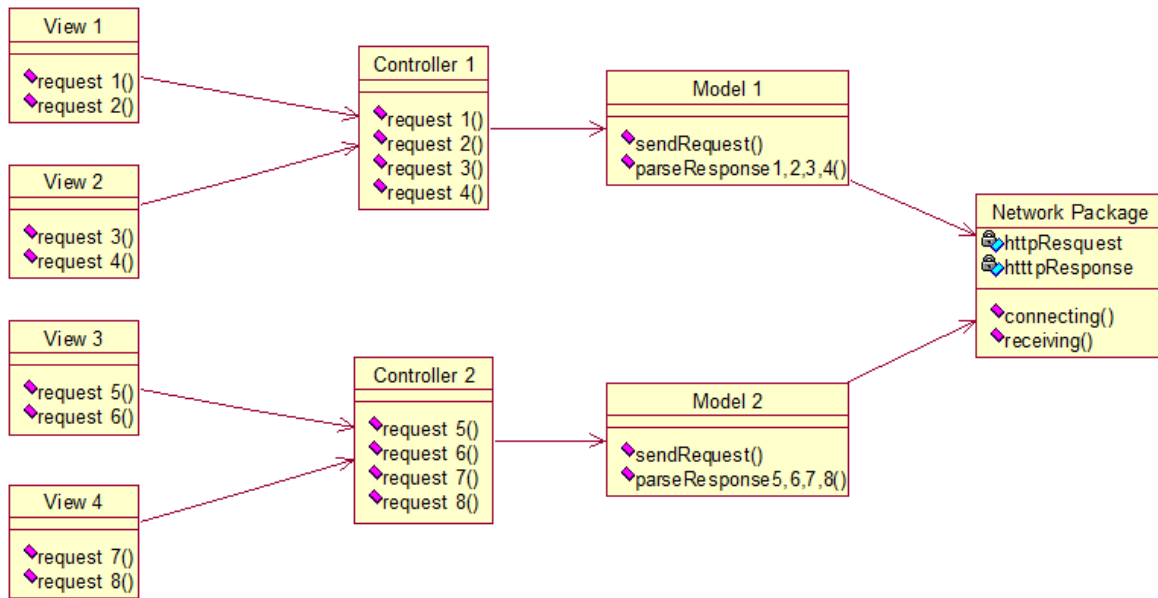 View 1
request 1()
request 2()
View 2
request 3()
request 4()
View 3
request 5()
request 6()
View 4
request 7()
request 8()
Controller 1
request 1()
request 2()
request 3()
request 4()
Controller 2
request 5()
request 6()
request 7()
request 8()
Model 1
sendRequest()
parseResponse1,2,3,4()
Model 2
sendRequest()
parseResponse5,6,7,8()
Network Package
httpResquest
htttpResponse
connecting()
receiving()